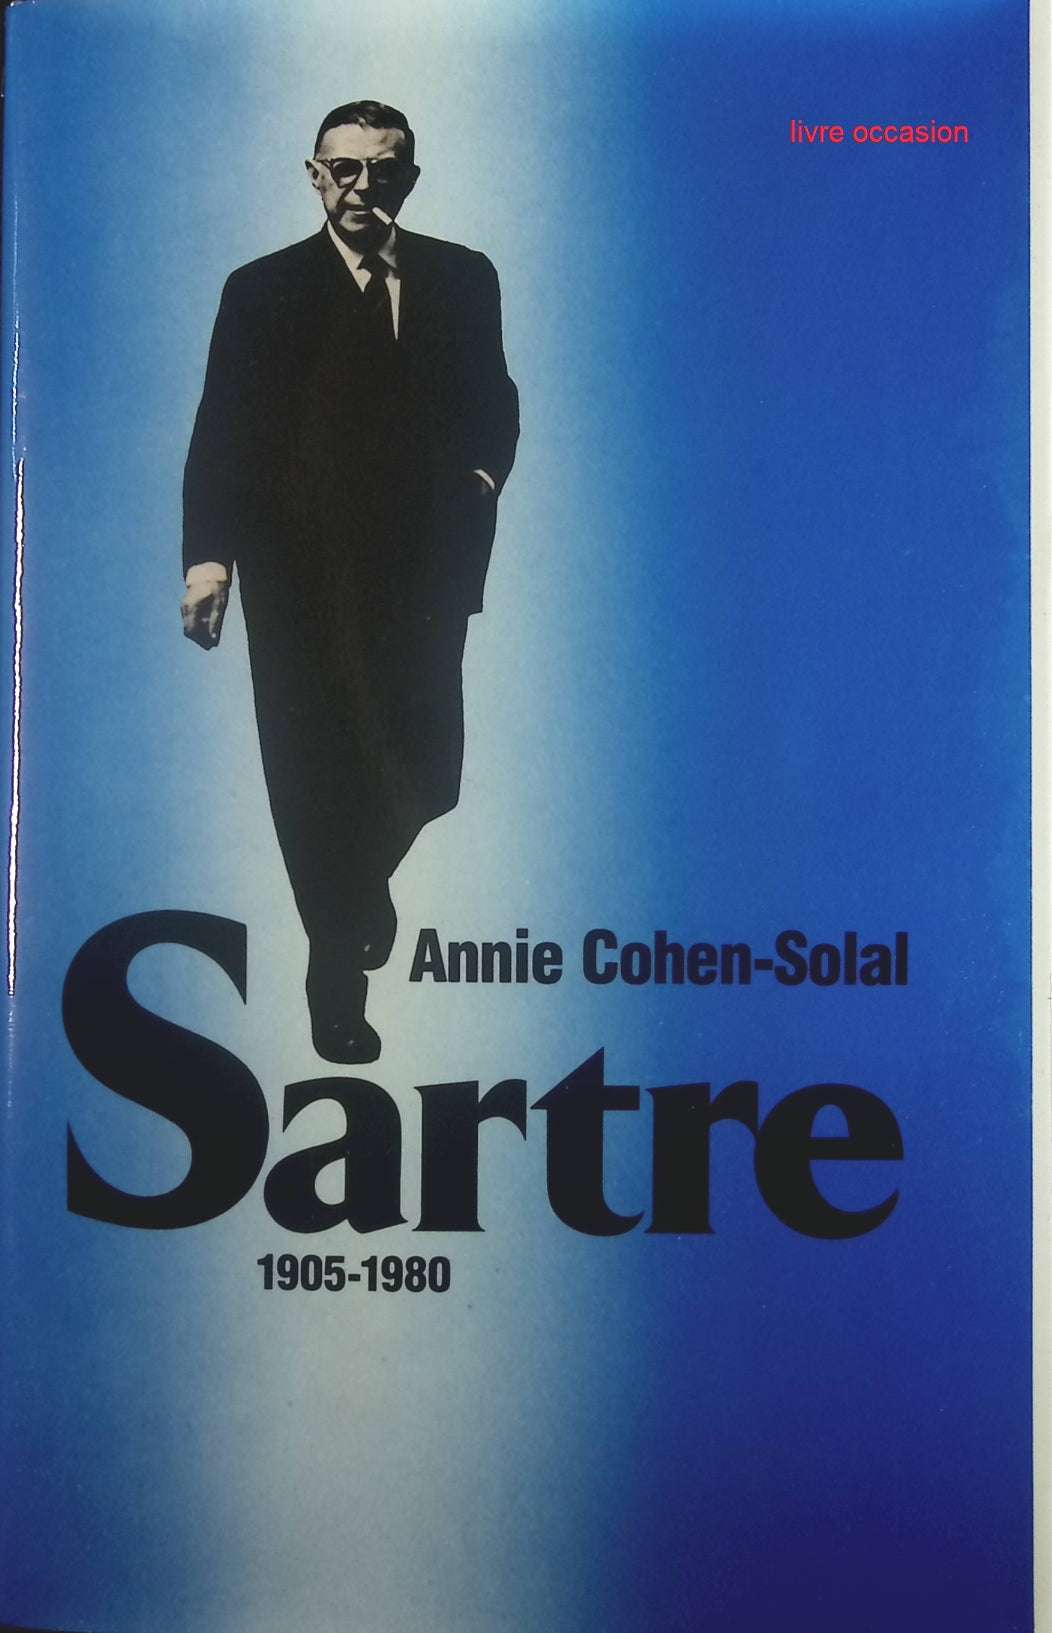 livre occasion
Annie Cohen-Solal
Sartre
1905-1980